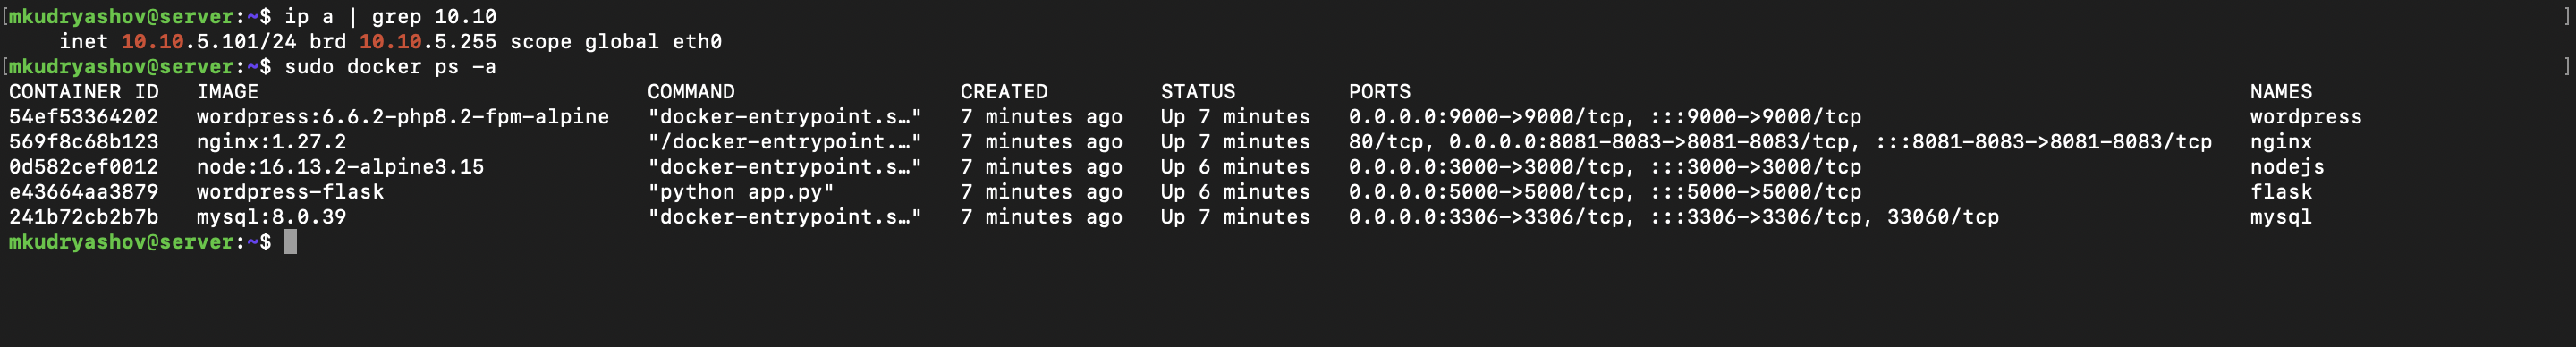 [mkudryashov@server:~$ ip a | grep 10.10 ]
inet 10.10.5.101/24 brd 10.10.5.255 scope global eth0
[mkudryashov@server:~$ sudo docker ps -a ]
CONTAINER ID   IMAGE                               COMMAND                  CREATED         STATUS         PORTS                                                                   NAMES
54ef53364202   wordpress:6.6.2-php8.2-fpm-alpine   "docker-entrypoint.s…"   7 minutes ago   Up 7 minutes   0.0.0.0:9000->9000/tcp, :::9000->9000/tcp                               wordpress
569f8c68b123   nginx:1.27.2                        "/docker-entrypoint.…"   7 minutes ago   Up 7 minutes   80/tcp, 0.0.0.0:8081-8083->8081-8083/tcp, :::8081-8083->8081-8083/tcp   nginx
0d582cef0012   node:16.13.2-alpine3.15             "docker-entrypoint.s…"   7 minutes ago   Up 6 minutes   0.0.0.0:3000->3000/tcp, :::3000->3000/tcp                               nodejs
e43664aa3879   wordpress-flask                     "python app.py"          7 minutes ago   Up 6 minutes   0.0.0.0:5000->5000/tcp, :::5000->5000/tcp                               flask
241b72cb2b7b   mysql:8.0.39                        "docker-entrypoint.s…"   7 minutes ago   Up 7 minutes   0.0.0.0:3306->3306/tcp, :::3306->3306/tcp, 33060/tcp                    mysql
mkudryashov@server:~$